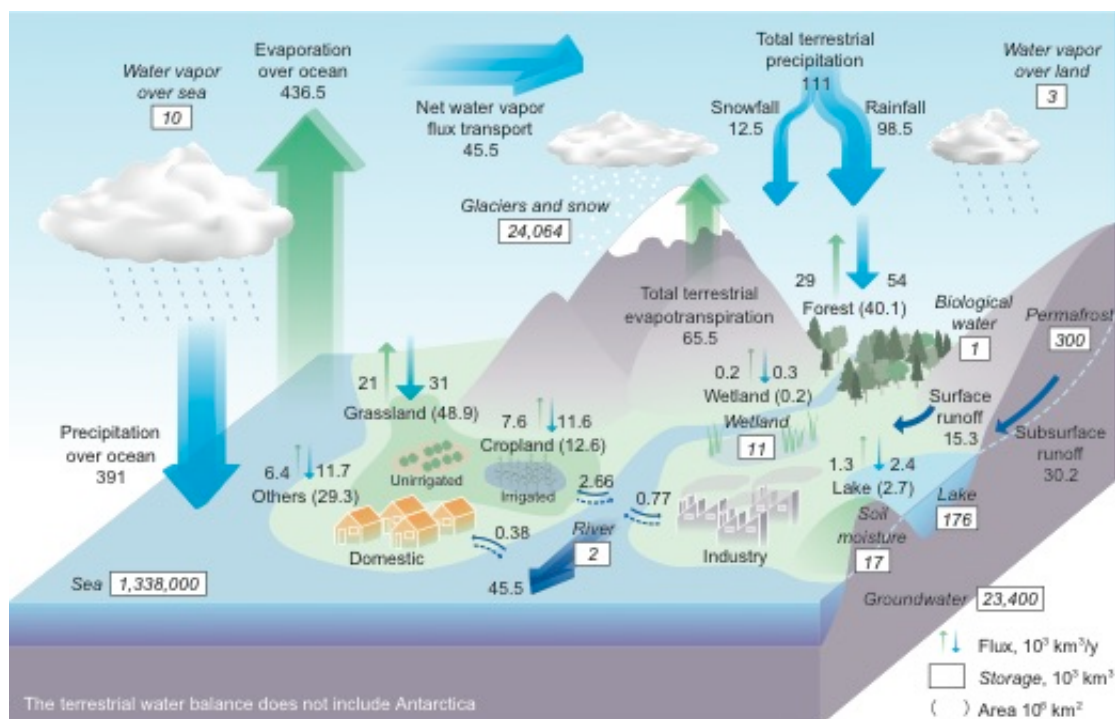 Evaporation
over ocean
436.5
Water vapor
over sea
10
Net water vapor
flux transport
45.5
Total terrestrial
precipitation
111
Snowfall
12.5
Rainfall
98.5
Water vapor
over land
3
Glaciers and snow
24,064
Total terrestrial
evapotranspiration
65.5
29
54
Forest (40.1)
Biological
water
1
Permafrost
300
Precipitation
over ocean
391
21
31
Grassland (48.9)
7.6
11.6
Cropland (12.6)
0.2
0.3
Wetland (0.2)
Wetland
11
Surface
runoff
15.3
Subsurface
runoff
30.2
6.4
11.7
Others (29.3)
Unirrigated
Irrigated
2.66
0.77
1.3
2.4
Lake (2.7)
Lake
176
Domestic
0.38
River
2
Industry
Soil
moisture
17
Sea 1,338,000
45.5
Groundwater 23,400
Flux, 10³ km³/y
Storage, 10³ km³
( ) Area 10⁶ km²
The terrestrial water balance does not include Antarctica